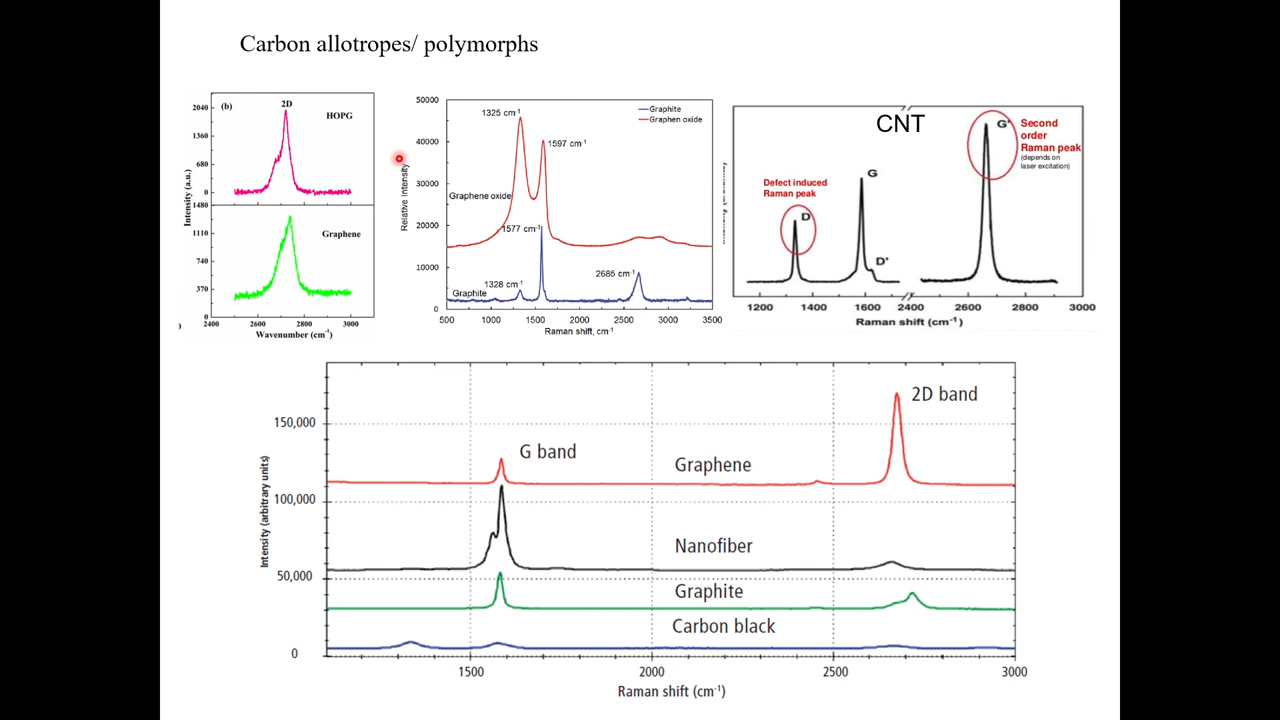 Carbon allotropes/ polymorphs
(b)
2D
HOPG
2040
1360
680
0
1480
Graphene
1110
740
370
0
2400
2600
2800
3000
Intensity (a.u.)
Wavenumber (cm-1)
)
50000
40000
30000
20000
10000
0
Relative Intensity
1325 cm-1
Graphite
Graphen oxide
1597 cm-1
Graphene oxide
1577 cm-1
2685 cm-1
1328 cm-1
Graphite
500
1000
1500
2000
2500
3000
3500
Raman shift, cm-1
CNT
G'
Second
order
Raman peak
(depends on
laser excitation)
Defect induced
Raman peak
D
G
D'
1200
1400
1600
2400
2600
2800
3000
Raman shift (cm-1)
2D band
150,000
G band
Graphene
100,000
Nanofiber
50,000
Graphite
Carbon black
0
Intensity (arbitrary units)
1500
2000
2500
3000
Raman shift (cm-1)